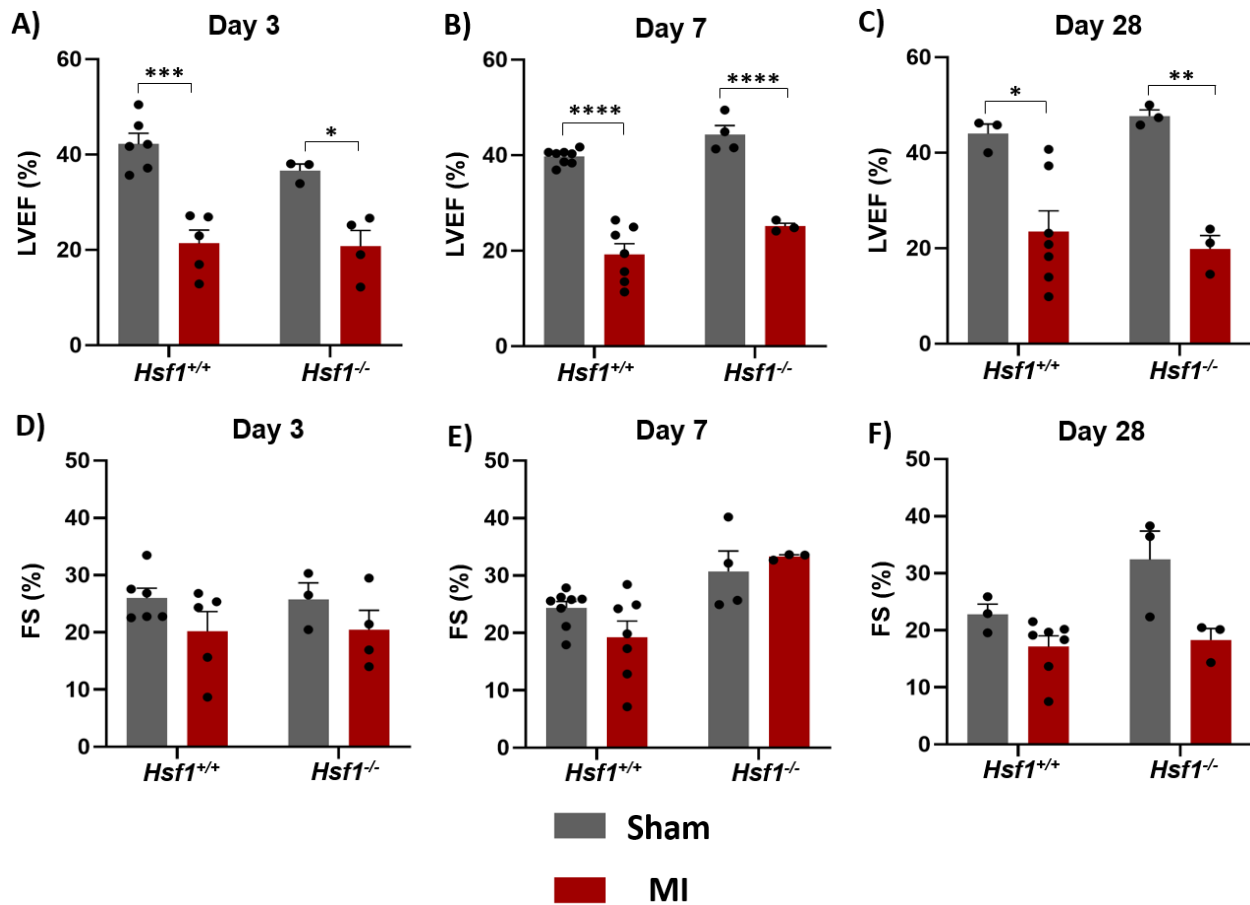 A) Day 3
60
40
20
0
LVEF (%)
***
*
Hsf1+/+ Hsf1-/-
B) Day 7
60
40
20
0
LVEF (%)
****
****
Hsf1+/+ Hsf1-/-
C) Day 28
60
40
20
0
LVEF (%)
*
**
Hsf1+/+ Hsf1-/-
D) Day 3
50
40
30
20
10
0
FS (%)
Hsf1+/+ Hsf1-/-
E) Day 7
50
40
30
20
10
0
FS (%)
Hsf1+/+ Hsf1-/-
F) Day 28
50
40
30
20
10
0
FS (%)
Hsf1+/+ Hsf1-/-
Sham
MI